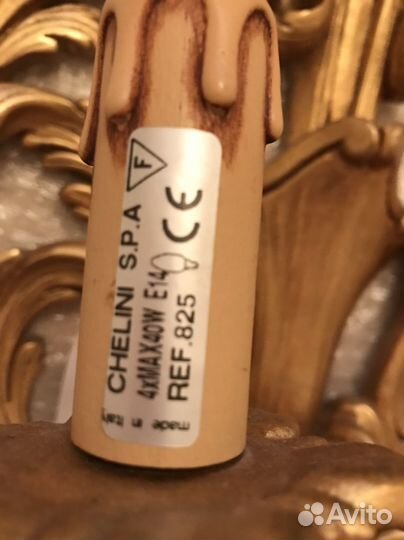 F
CE
CHELINI S.P.A
4xMAX40W E14
REF.825
made in Italy
Avito